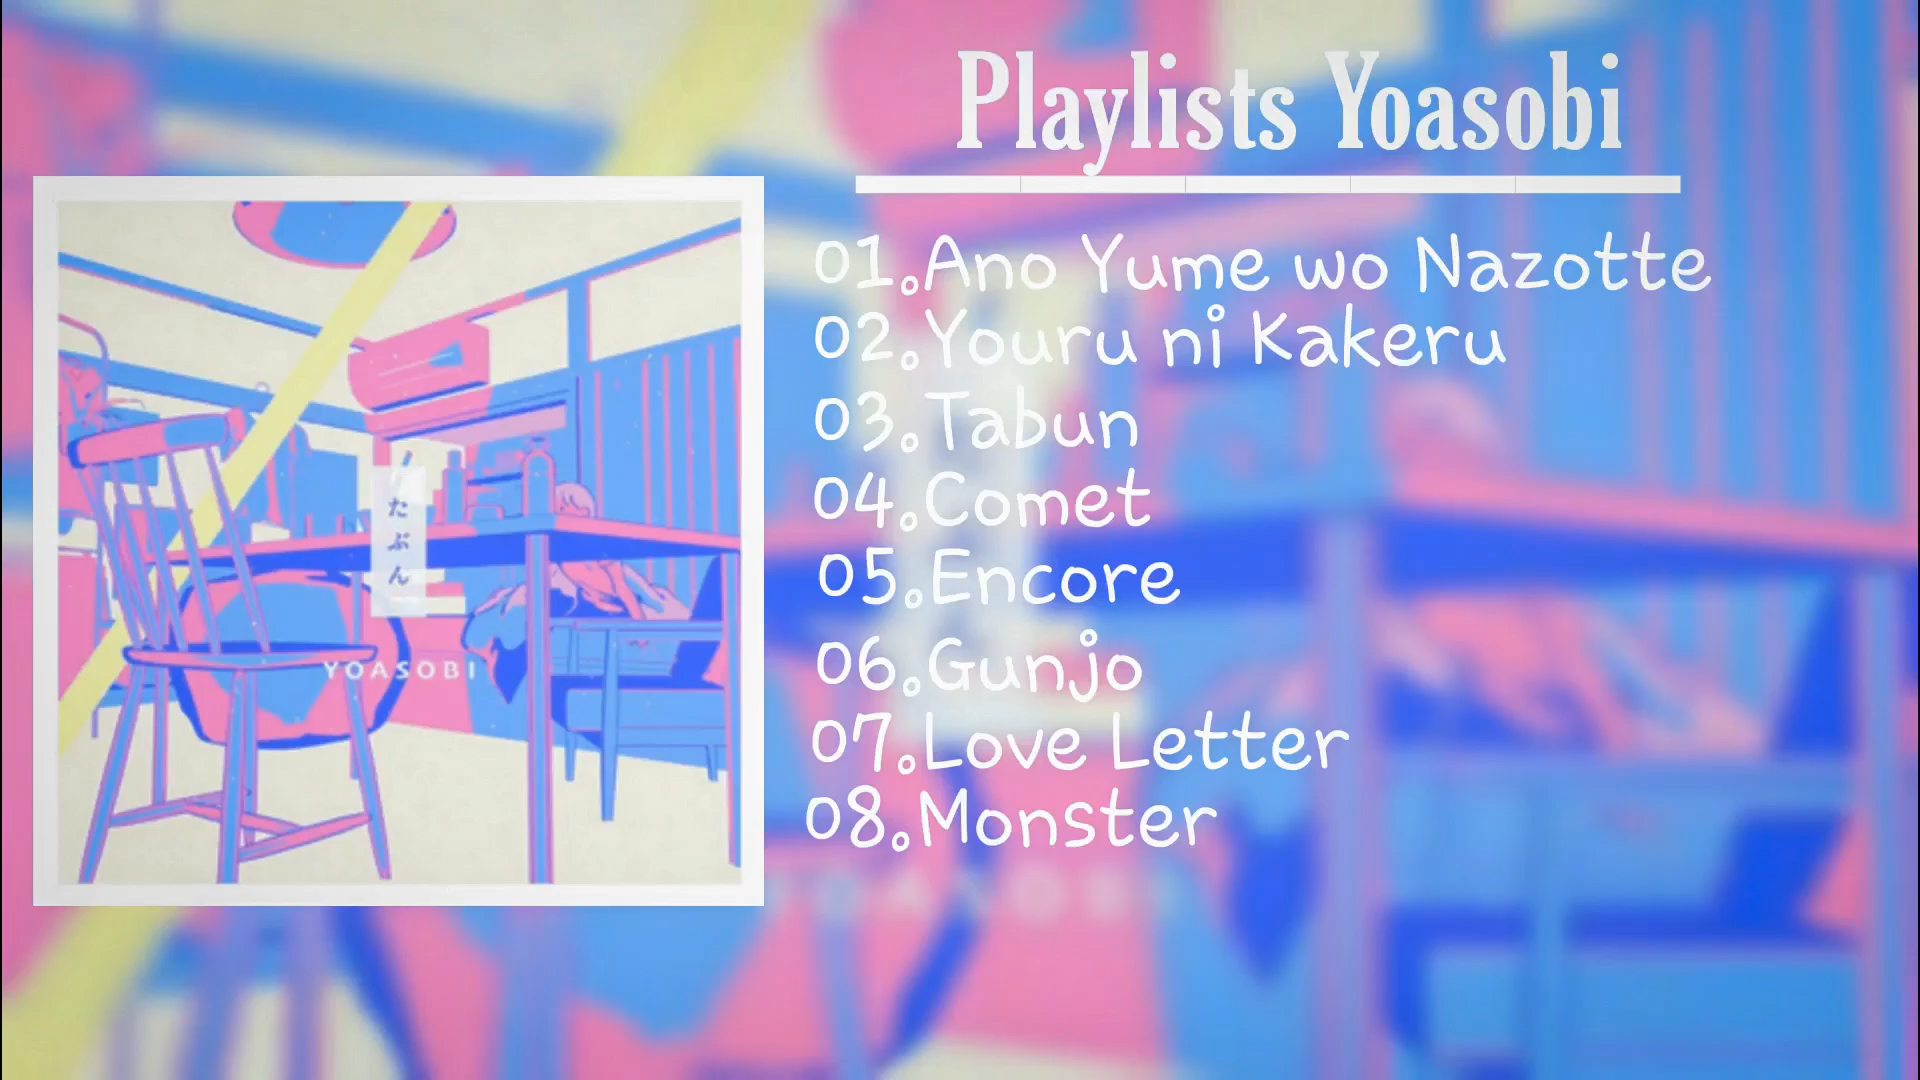 Playlists Yoasobi
01.Ano Yume wo Nazotte
02.Youru ni Kakeru
03.Tabun
04.Comet
05.Encore
06.Gunjo
07.Love Letter
08.Monster
たぶん
YOASOBI
YOASOBI